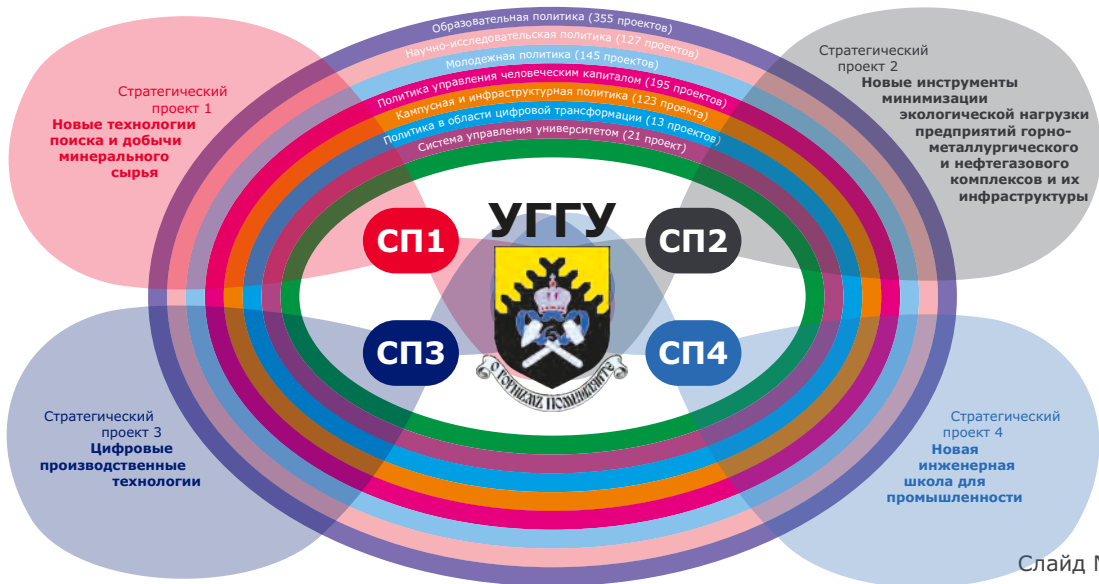 Образовательная политика (355 проектов)
Научно-исследовательская политика (127 проектов)
Молодежная политика (145 проектов)
Политика управления человеческим капиталом (195 проектов)
Кампусная и инфраструктурная политика (123 проекта)
Политика в области цифровой трансформации (13 проектов)
Система управления университетом (21 проект)
Стратегический
проект 1
Новые технологии
поиска и добычи
минерального
сырья
Стратегический
проект 2
Новые инструменты
минимизации
экологической нагрузки
предприятий горно-
металлургического
и нефтегазового
комплексов и их
инфраструктуры
УГГУ
СП1
СП2
СП3
СП4
Стратегический
проект 3
Цифровые
производственные
технологии
Стратегический
проект 4
Новая
инженерная
школа для
промышленности
Слайд